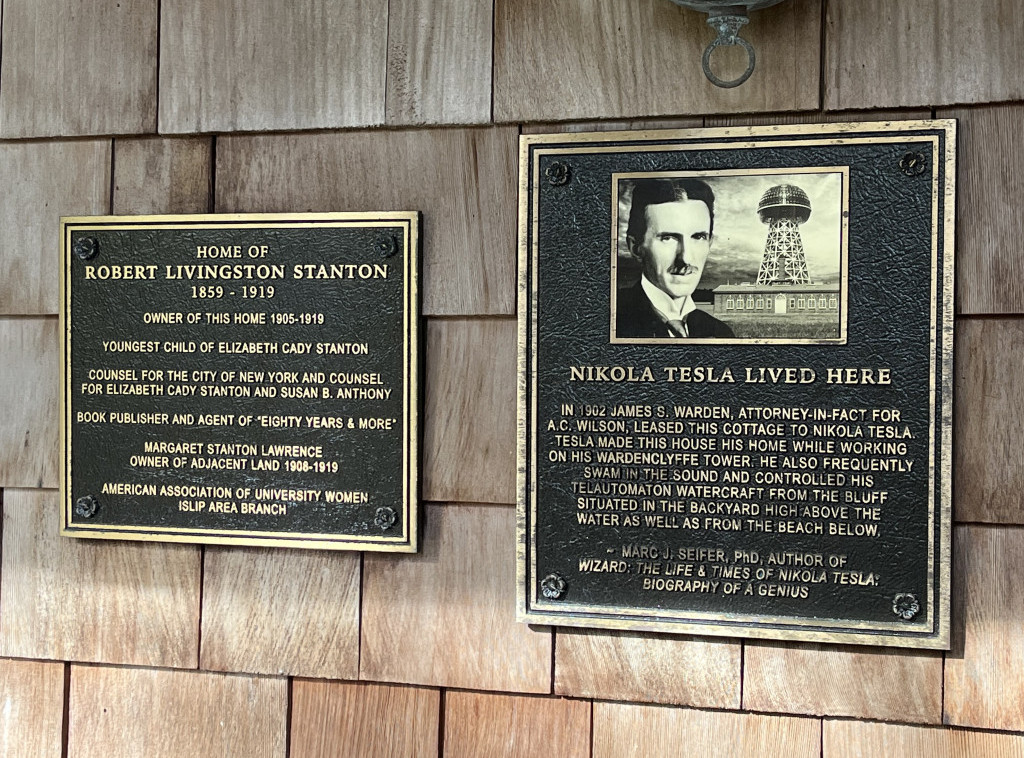 HOME OF
ROBERT LIVINGSTON STANTON
1859 - 1919
OWNER OF THIS HOME 1905-1919
YOUNGEST CHILD OF ELIZABETH CADY STANTON
COUNSEL FOR THE CITY OF NEW YORK AND COUNSEL
FOR ELIZABETH CADY STANTON AND SUSAN B. ANTHONY
BOOK PUBLISHER AND AGENT OF "EIGHTY YEARS & MORE"
MARGARET STANTON LAWRENCE
OWNER OF ADJACENT LAND 1908-1919
AMERICAN ASSOCIATION OF UNIVERSITY WOMEN
ISLIP AREA BRANCH
NIKOLA TESLA LIVED HERE
IN 1902 JAMES S. WARDEN, ATTORNEY-IN-FACT FOR
A.C. WILSON, LEASED THIS COTTAGE TO NIKOLA TESLA.
TESLA MADE THIS HOUSE HIS HOME WHILE WORKING
ON HIS WARDENCLYFFE TOWER. HE ALSO FREQUENTLY
SWAM IN THE SOUND AND CONTROLLED HIS
TELAUTOMATON WATERCRAFT FROM THE BLUFF
SITUATED IN THE BACKYARD HIGH ABOVE THE
WATER AS WELL AS FROM THE BEACH BELOW.
~ MARC J. SEIFER, PhD, AUTHOR OF
WIZARD: THE LIFE & TIMES OF NIKOLA TESLA:
BIOGRAPHY OF A GENIUS